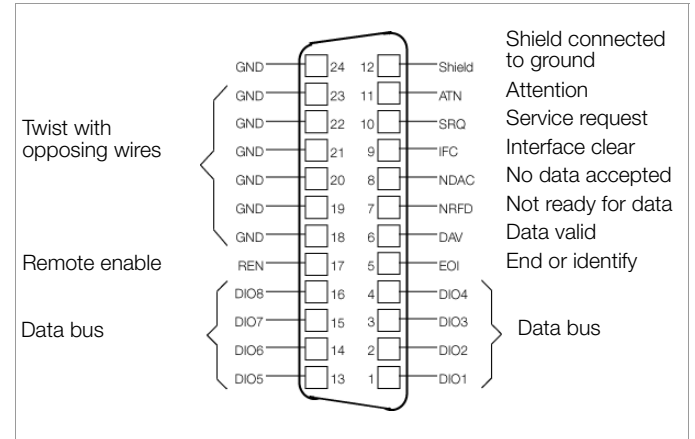 Shield connected
to ground
GND 24 12 Shield
GND 23 11 ATN Attention
GND 22 10 SRQ Service request
Twist with
opposing wires
GND 21 9 IFC Interface clear
GND 20 8 NDAC No data accepted
GND 19 7 NRFD Not ready for data
GND 18 6 DAV Data valid
Remote enable REN 17 5 EOI End or identify
DIO8 16 4 DIO4
DIO7 15 3 DIO3
Data bus
Data bus
DIO6 14 2 DIO2
DIO5 13 1 DIO1